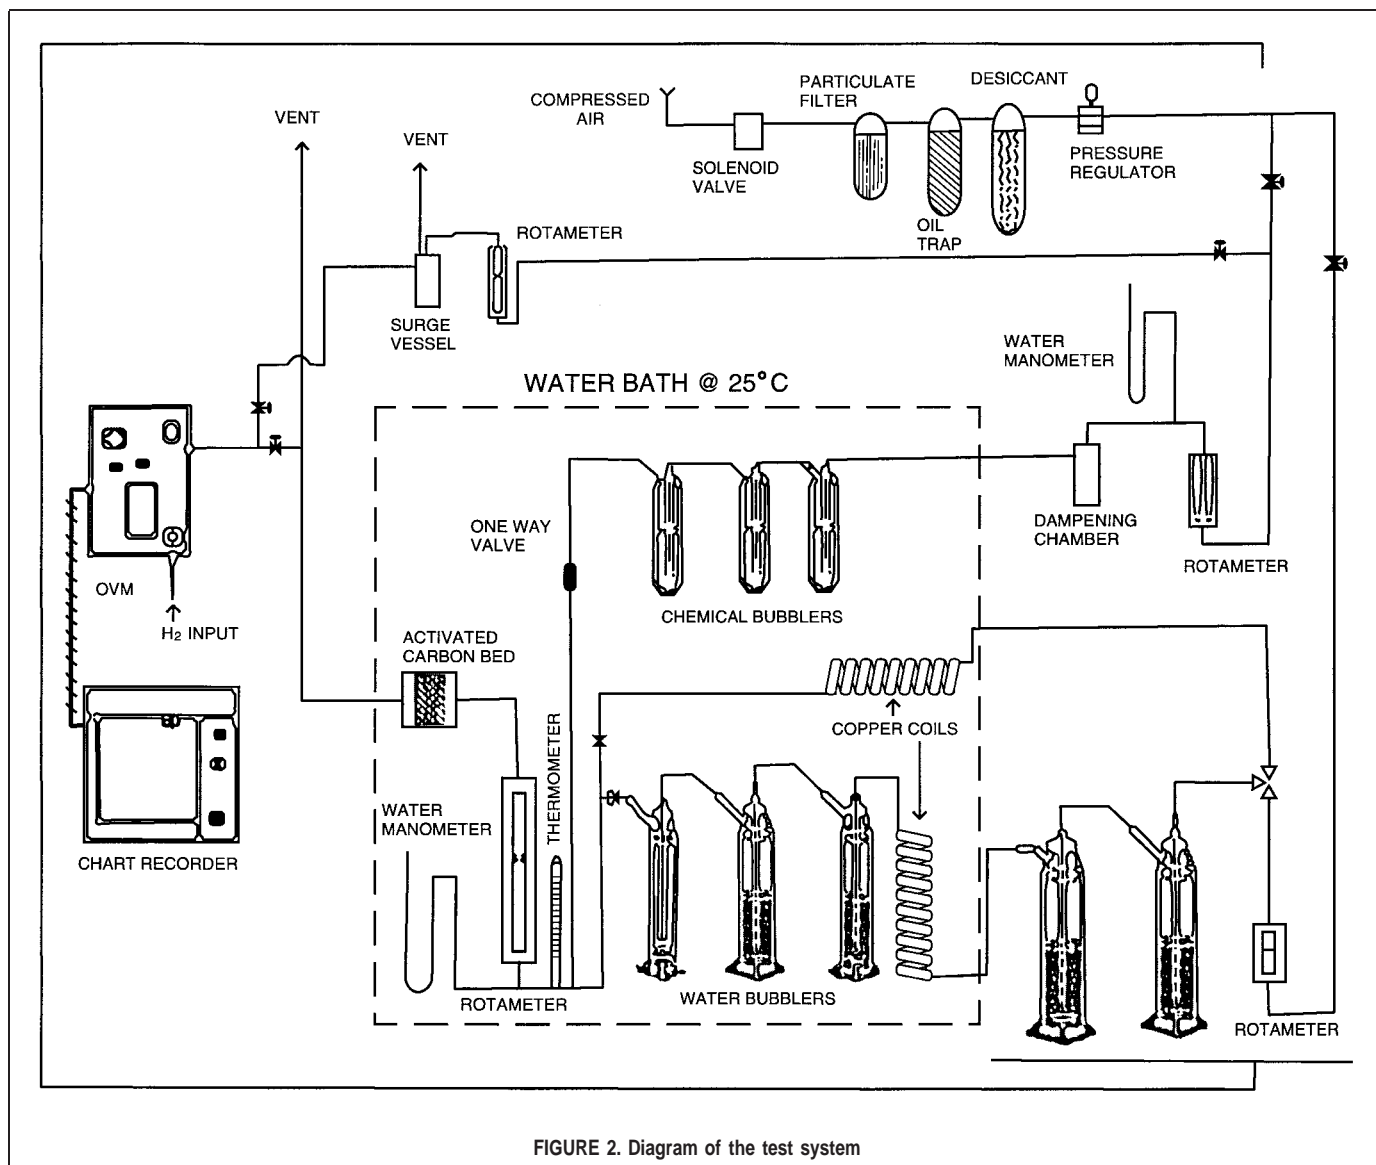 COMPRESSED
AIR
SOLENOID
VALVE
PARTICULATE
FILTER
OIL
TRAP
DESICCANT
PRESSURE
REGULATOR
VENT
VENT
ROTAMETER
SURGE
VESSEL
WATER
MANOMETER
WATER BATH @ 25°C
DAMPENING
CHAMBER
ROTAMETER
ONE WAY
VALVE
CHEMICAL BUBBLERS
OVM
H2 INPUT
ACTIVATED
CARBON BED
COPPER COILS
THERMOMETER
WATER
MANOMETER
CHART RECORDER
ROTAMETER
WATER BUBBLERS
ROTAMETER
FIGURE 2. Diagram of the test system